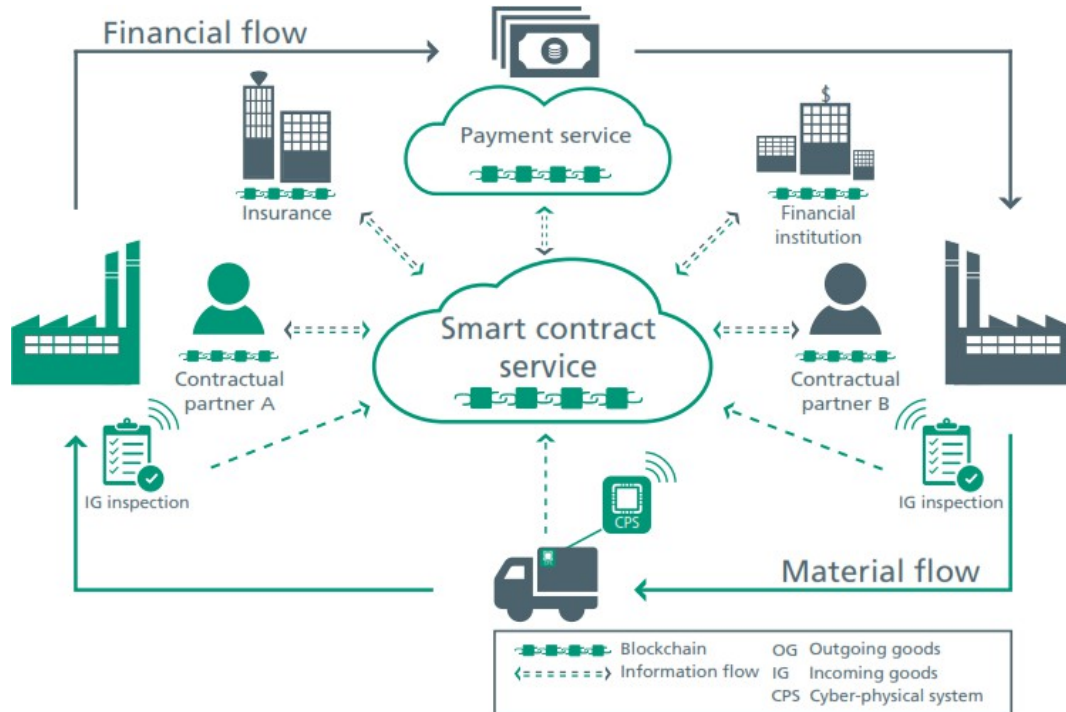 Financial flow
Payment service
$
Insurance
Financial
institution
Smart contract
service
Contractual
partner A
Contractual
partner B
IG inspection
IG inspection
CPS
Material flow
Blockchain
Information flow
OG Outgoing goods
IG Incoming goods
CPS Cyber-physical system